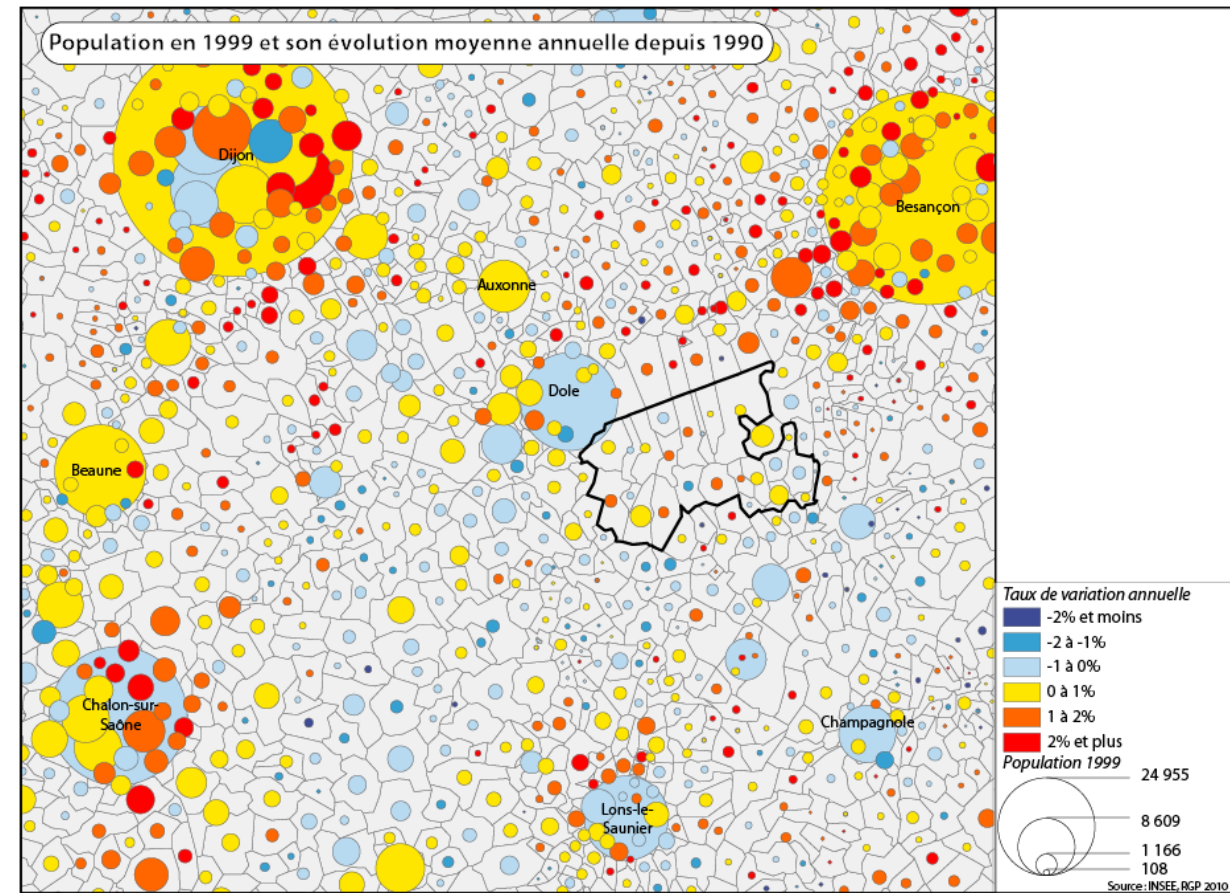 Population en 1999 et son évolution moyenne annuelle depuis 1990
Dijon
Besançon
Auxonne
Dole
Beaune
Chalon-sur-
Saône
Champagnole
Lons-le-
Saunier
Taux de variation annuelle
-2% et moins
-2 à -1%
-1 à 0%
0 à 1%
1 à 2%
2% et plus
Population 1999
24 955
8 609
1 166
108
Source: INSEE, RGP 2010